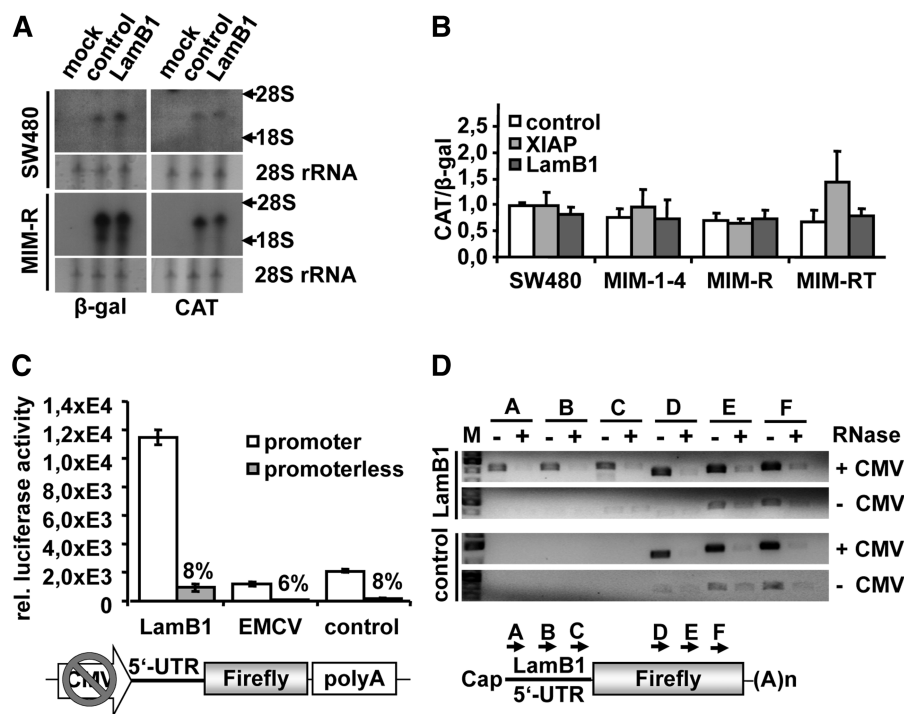 A
mock
control
LamB1
mock
control
LamB1
SW480
28S
18S
28S rRNA
MIM-R
28S
18S
28S rRNA
β-gal
CAT
B
CAT/β-gal
2,5
2,0
1,5
1,0
0,5
0,0
control
XIAP
LamB1
SW480
MIM-1-4
MIM-R
MIM-RT
C
rel. luciferase activity
1,4xE4
1,2xE4
1,0xE4
8,0xE3
6,0xE3
4,0xE3
2,0xE3
0
promoter
promoterless
8%
6%
8%
LamB1
EMCV
control
CMV
5‘-UTR
Firefly
polyA
D
A B C D E F
M - + - + - + - + - + - + RNase
LamB1
+ CMV
- CMV
control
+ CMV
- CMV
A B C D E F
LamB1
Cap
5‘-UTR
Firefly
(A)n